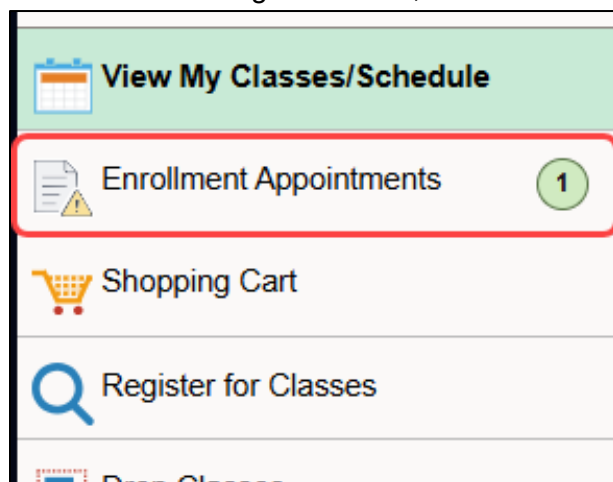 View My Classes/Schedule
Enrollment Appointments 1
Shopping Cart
Register for Classes